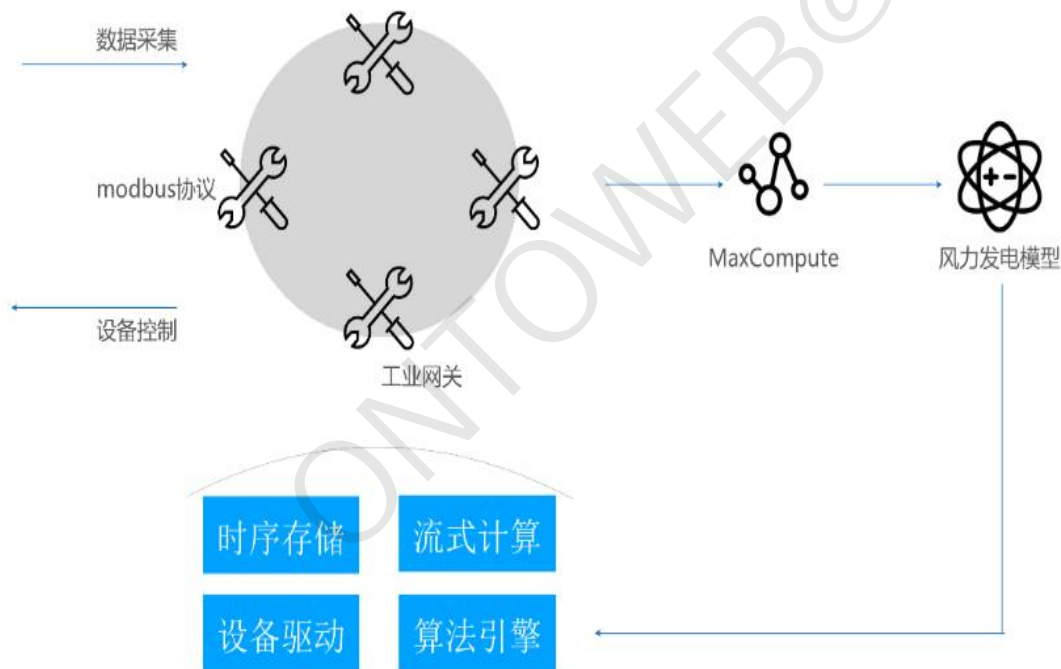 数据采集
modbus协议
设备控制
工业网关
MaxCompute
风力发电模型
时序存储
流式计算
设备驱动
算法引擎
ONTOWEB@